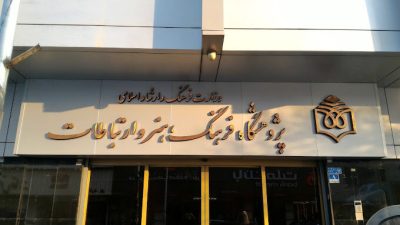 وزارت فرهنگ و ارشاد اسلامی
پژوهشگاه فرهنگ، هنر و ارتباطات